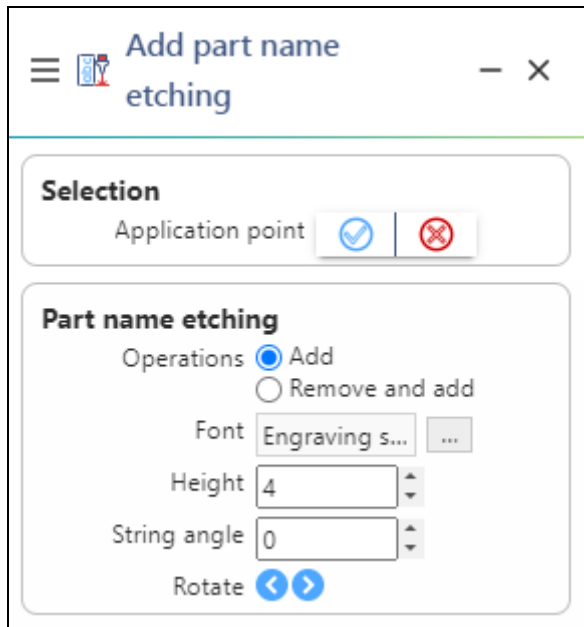 Add part name
etching
Selection
Application point
Part name etching
Operations Add
Remove and add
Font Engraving s... ...
Height 4
String angle 0
Rotate